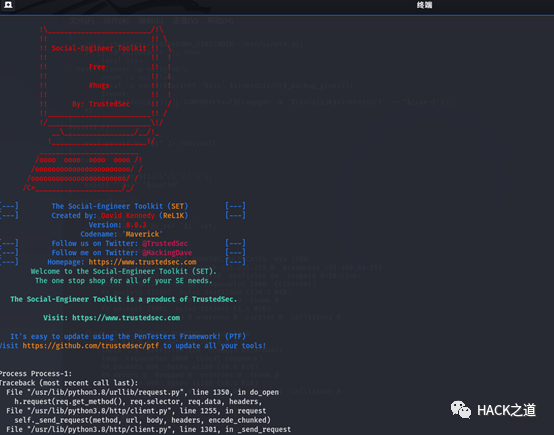 终端
Social-Engineer Toolkit
Free
#hugs
By: TrustedSec
[---] The Social-Engineer Toolkit (SET) [---]
[---] Created by: David Kennedy (ReL1K) [---]
Version: 8.0.3
Codename: 'Maverick'
[---] Follow us on Twitter: @TrustedSec [---]
[---] Follow me on Twitter: @HackingDave [---]
[---] Homepage: https://www.trustedsec.com [---]
Welcome to the Social-Engineer Toolkit (SET).
The one stop shop for all of your SE needs.
The Social-Engineer Toolkit is a product of TrustedSec.
Visit: https://www.trustedsec.com
It's easy to update using the PenTesters Framework! (PTF)
Visit https://github.com/trustedsec/ptf to update all your tools!
Process Process-1:
Traceback (most recent call last):
File "/usr/lib/python3.8/urllib/request.py", line 1350, in do_open
h.request(req.get_method(), req.selector, req.data, headers,
File "/usr/lib/python3.8/http/client.py", line 1255, in request
self._send_request(method, url, body, headers, encode_chunked)
File "/usr/lib/python3.8/http/client.py", line 1301, in _send_request
HACK之道